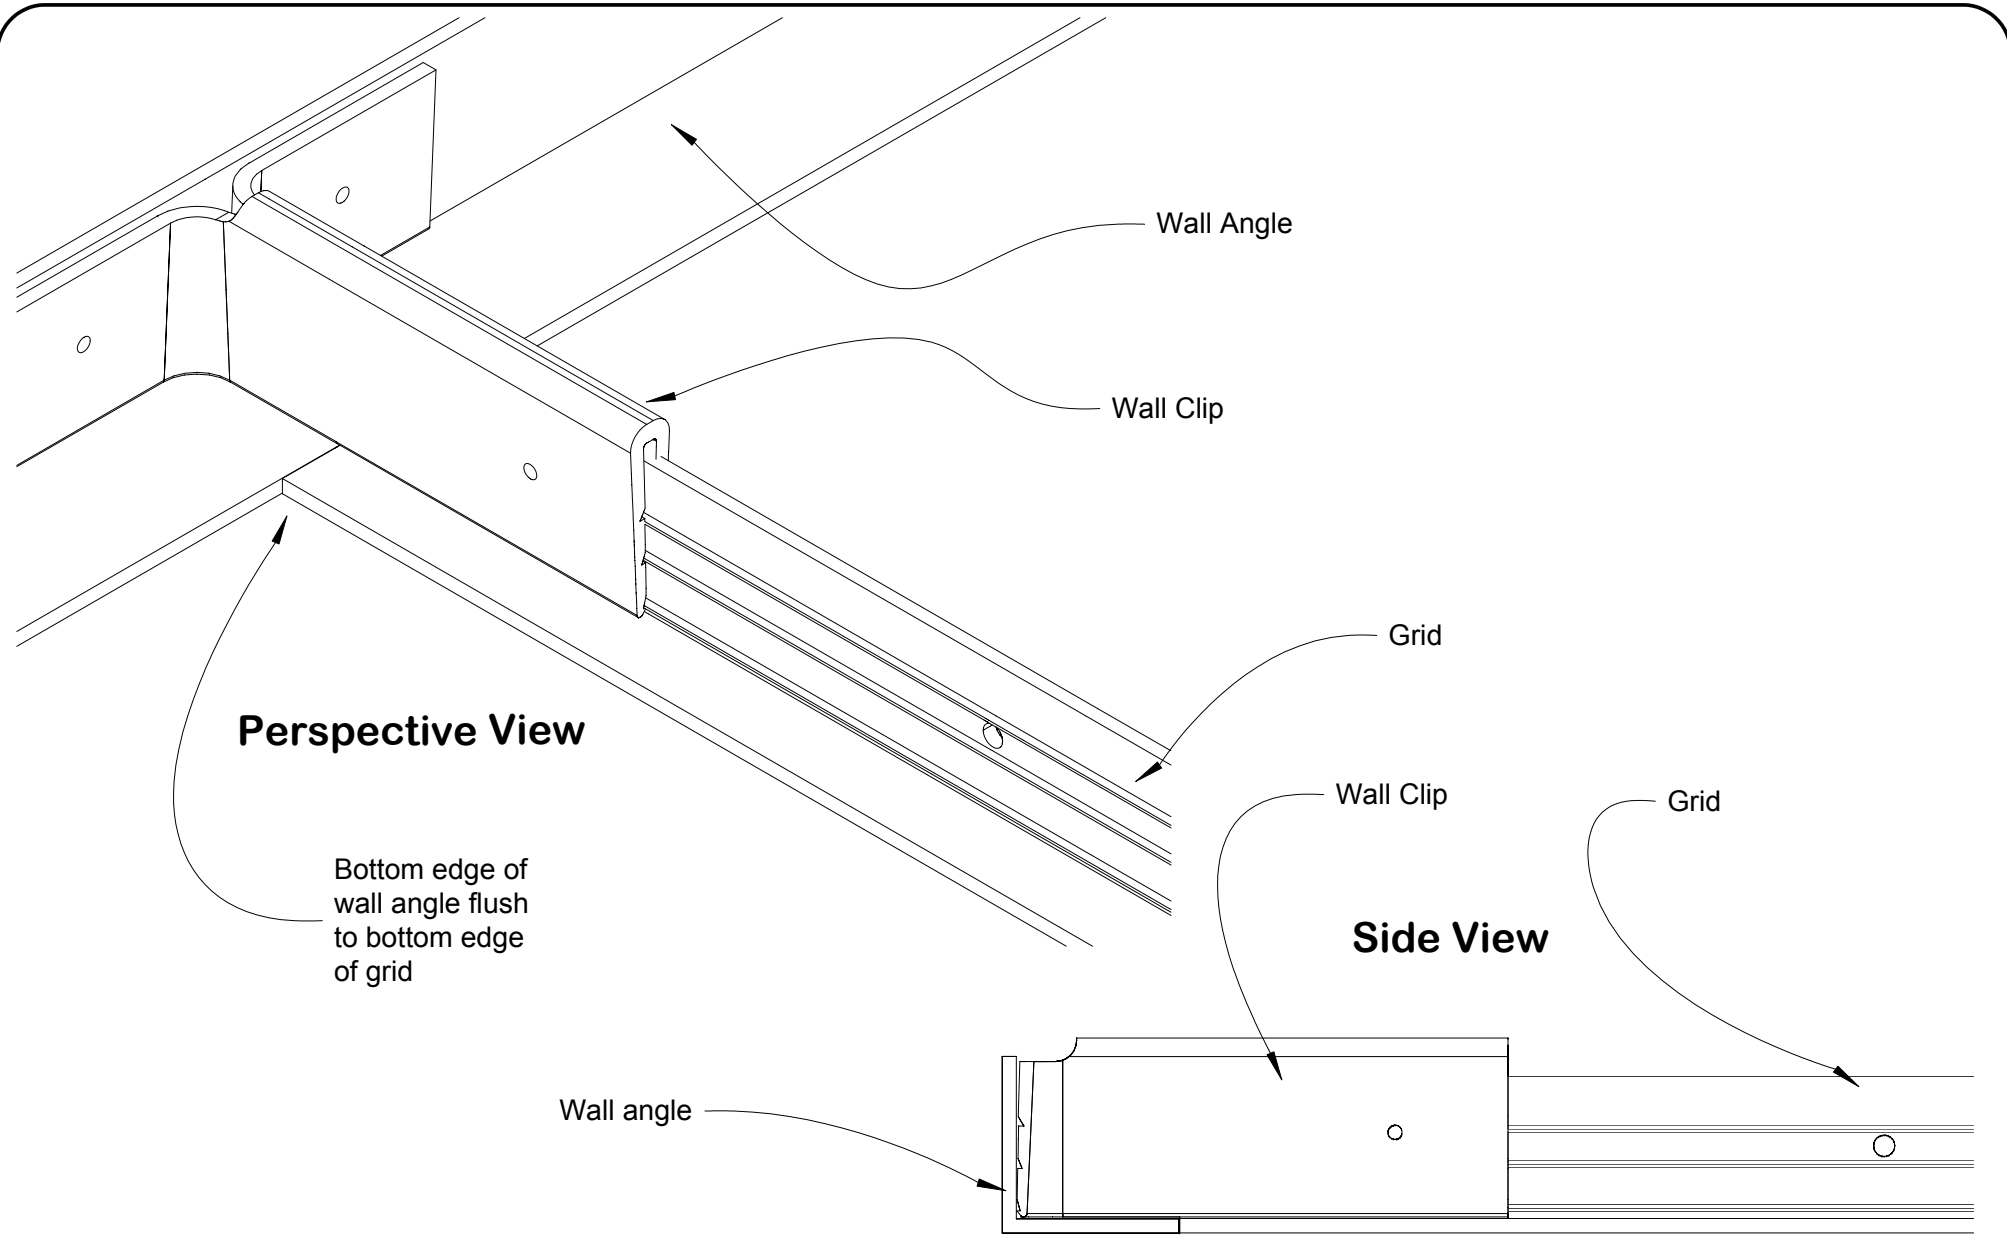 Wall Angle
Wall Clip
Grid
Perspective View
Wall Clip
Grid
Bottom edge of
wall angle flush
to bottom edge
of grid
Side View
Wall angle